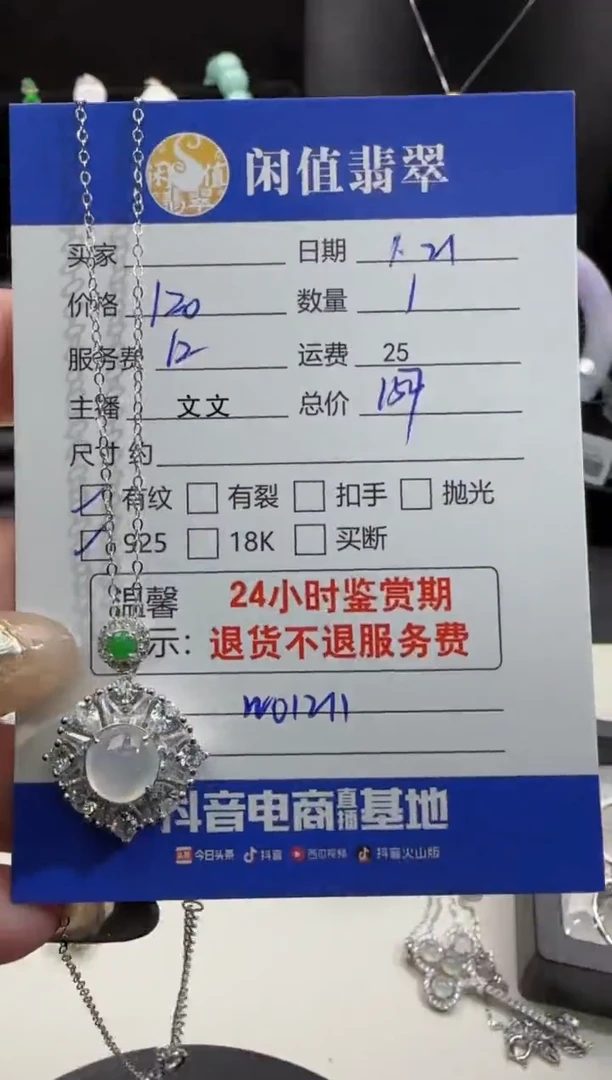 闲值翡翠
买家 日期 1.21
价格 120 数量 1
服务费 12 运费 25
主播 文文 总价 157
尺寸 约
有纹 有裂 扣手 抛光
925 18K 买断
温馨 24小时鉴赏期
示: 退货不退服务费
W01211
抖音电商直播基地
头条 今日头条 抖音 西瓜视频 抖音火山版